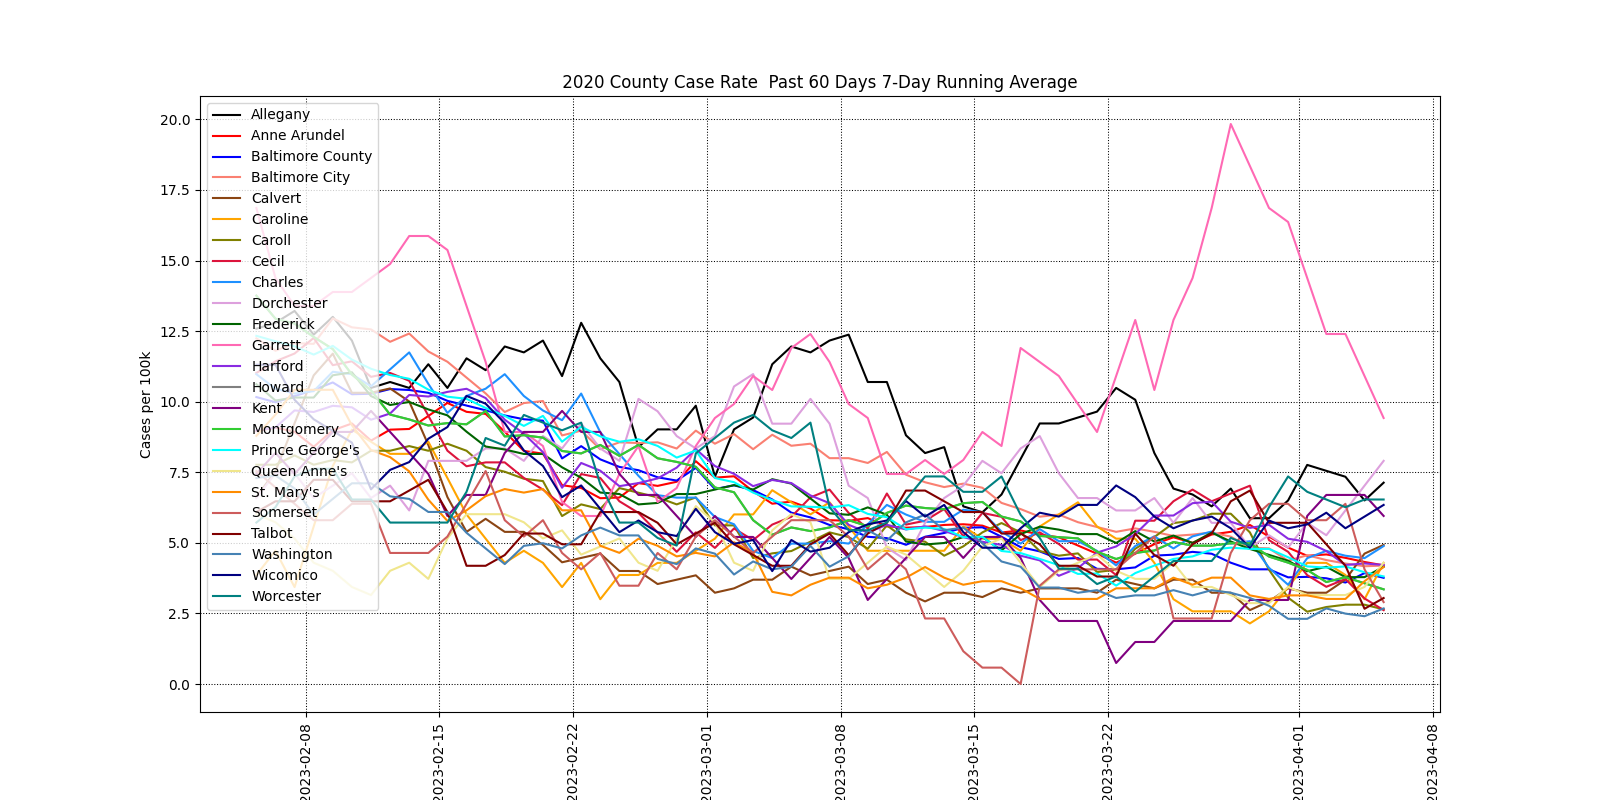 2020 County Case Rate  Past 60 Days 7-Day Running Average
Cases per 100k
20.0
17.5
15.0
12.5
10.0
7.5
5.0
2.5
0.0
Allegany
Anne Arundel
Baltimore County
Baltimore City
Calvert
Caroline
Caroll
Cecil
Charles
Dorchester
Frederick
Garrett
Harford
Howard
Kent
Montgomery
Prince George's
Queen Anne's
St. Mary's
Somerset
Talbot
Washington
Wicomico
Worcester
2023-02-08
2023-02-15
2023-02-22
2023-03-01
2023-03-08
2023-03-15
2023-03-22
2023-04-01
2023-04-08